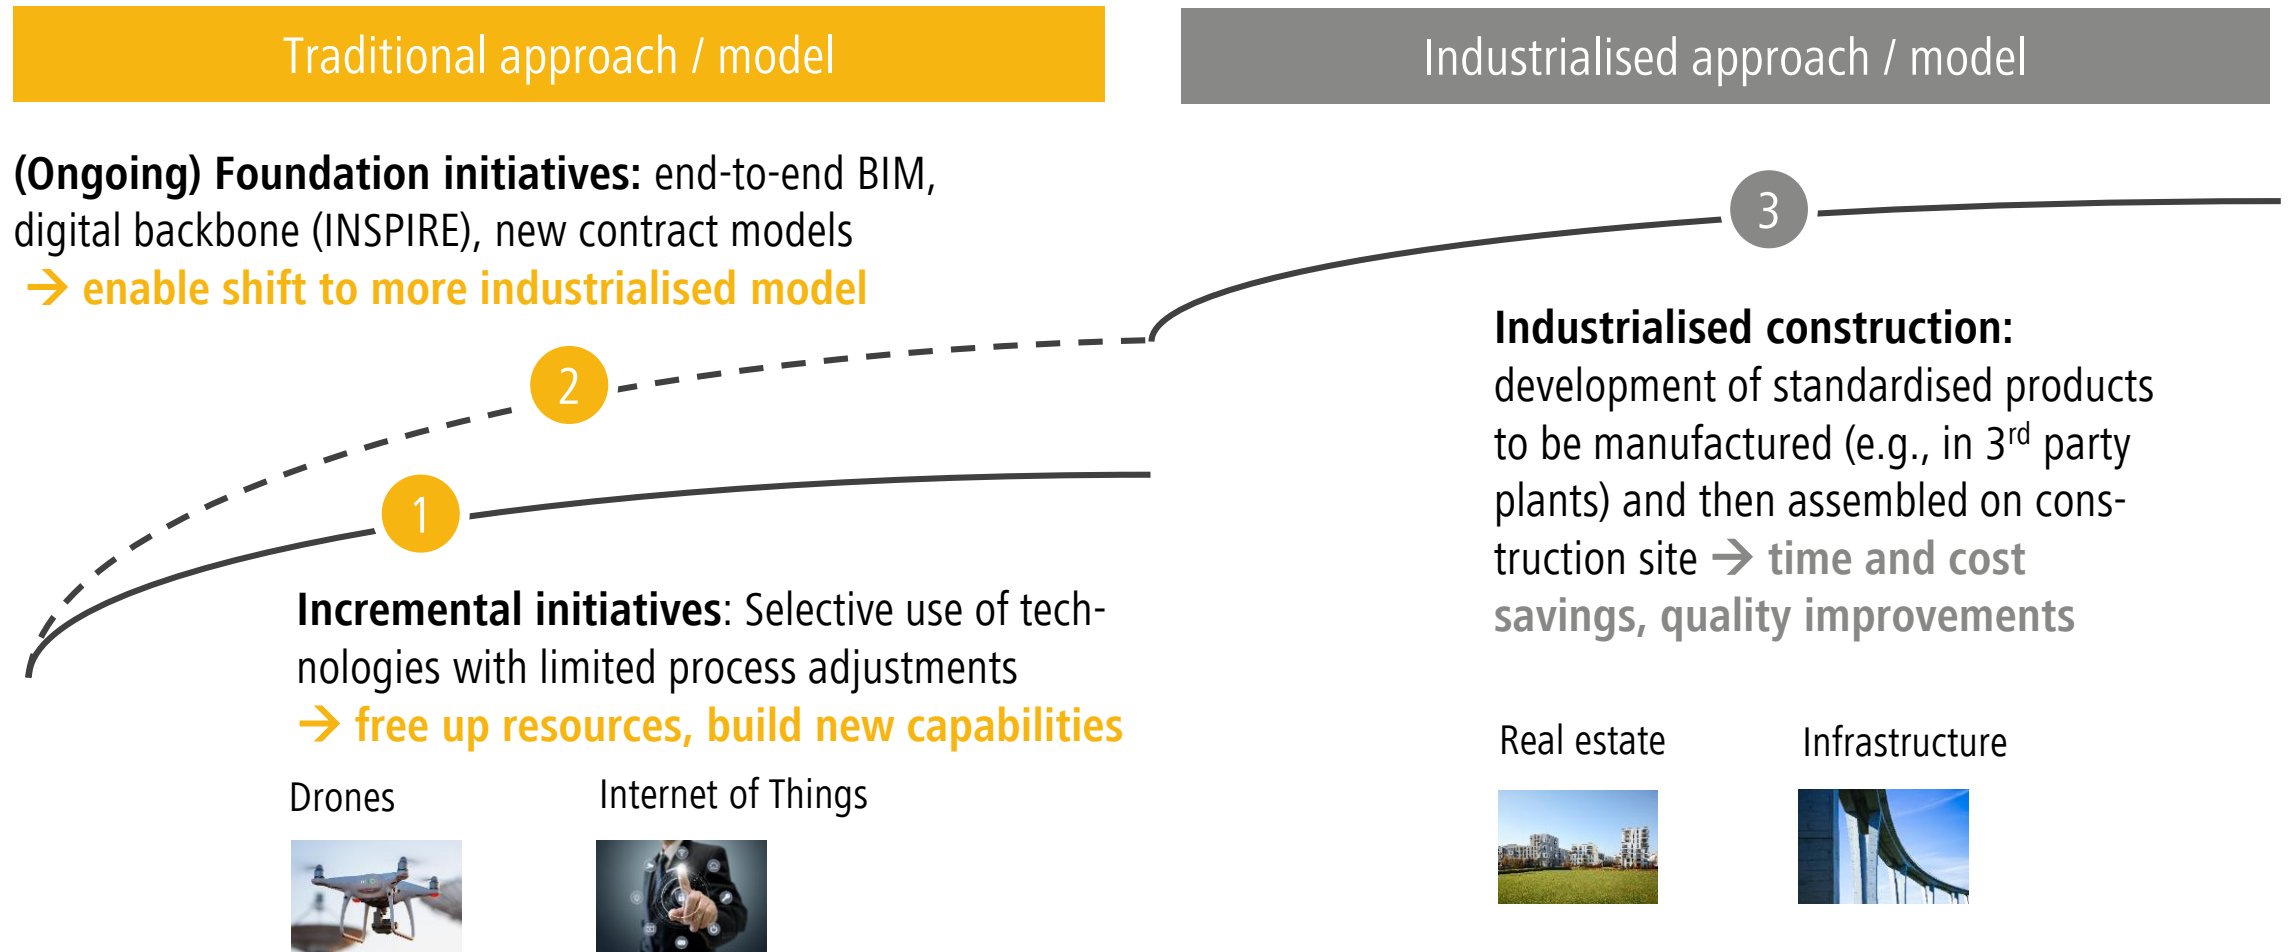 Traditional approach / model
Industrialised approach / model
(Ongoing) Foundation initiatives: end-to-end BIM,
digital backbone (INSPIRE), new contract models
→ enable shift to more industrialised model
2
1
Incremental initiatives: Selective use of tech-
nologies with limited process adjustments
→ free up resources, build new capabilities
Drones
Internet of Things
3
Industrialised construction:
development of standardised products
to be manufactured (e.g., in 3rd party
plants) and then assembled on cons-
truction site → time and cost
savings, quality improvements
Real estate
Infrastructure